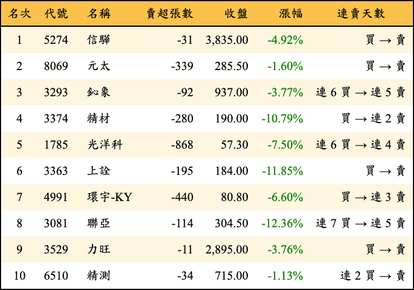 名次 代號 名稱 賣超張數 收盤 漲幅 連賣天數
1 5274 信驊 -31 3,835.00 -4.92% 買→賣
2 8069 元太 -339 285.50 -1.60% 買→賣
3 3293 鈊象 -92 937.00 -3.77% 連6買→連5賣
4 3374 精材 -280 190.00 -10.79% 買→連2賣
5 1785 光洋科 -868 57.30 -7.50% 連6買→連4賣
6 3363 上詮 -195 184.00 -11.85% 買→賣
7 4991 環宇-KY -440 80.80 -6.60% 買→連3賣
8 3081 聯亞 -114 304.50 -12.36% 連7買→連5賣
9 3529 力旺 -11 2,895.00 -3.76% 買→賣
10 6510 精測 -34 715.00 -1.13% 連2買→賣